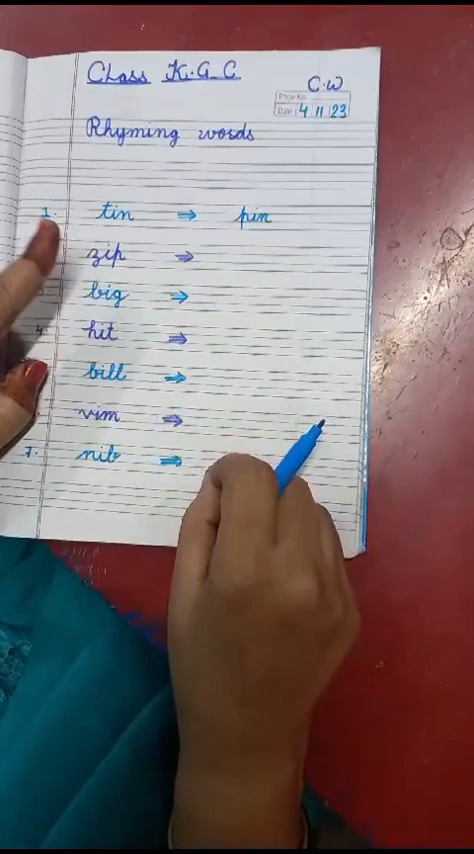 Class K.G C
C.W
Page No.
Date: 4 11 23
Rhyming words
1. tin ⇒ pin
zip ⇒
big ⇒
4. hit ⇒
bill ⇒
vim ⇒
7. nib ⇒